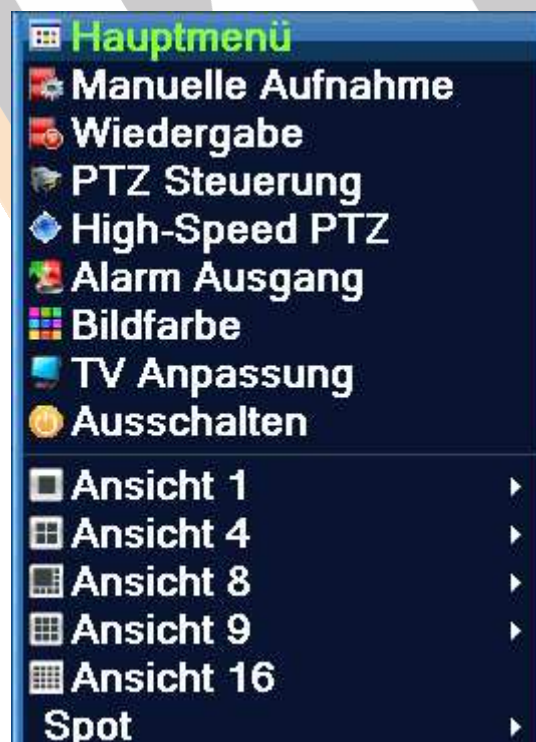 Hauptmenü
Manuelle Aufnahme
Wiedergabe
PTZ Steuerung
High-Speed PTZ
Alarm Ausgang
Bildfarbe
TV Anpassung
Ausschalten
Ansicht 1
Ansicht 4
Ansicht 8
Ansicht 9
Ansicht 16
Spot